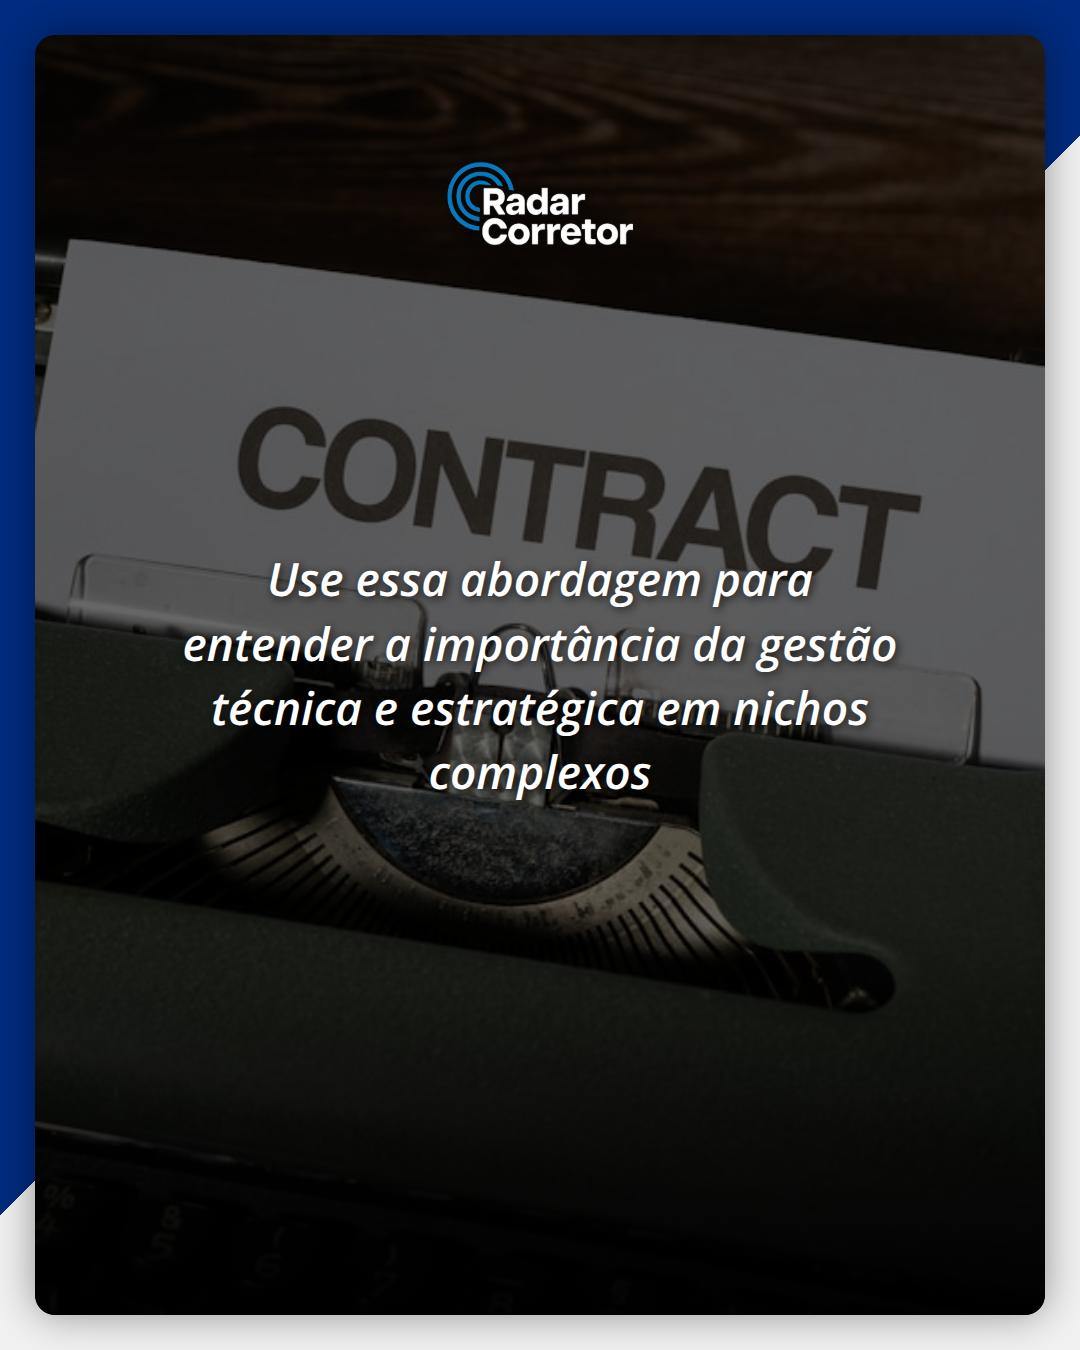 Radar
Corretor
CONTRACT
Use essa abordagem para
entender a importância da gestão
técnica e estratégica em nichos
complexos